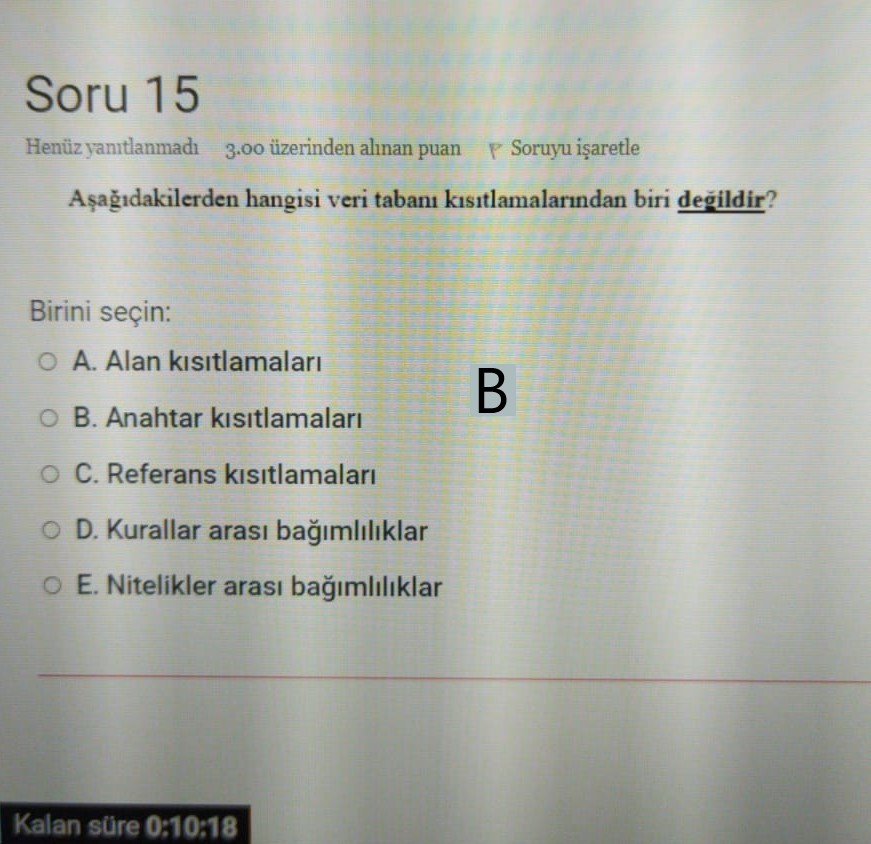 Soru 15
Henüz yanıtlanmadı 3.00 üzerinden alınan puan Soruyu işaretle
Aşağıdakilerden hangisi veri tabanı kısıtlamalarından biri değildir?
Birini seçin:
A. Alan kısıtlamaları
B
B. Anahtar kısıtlamaları
C. Referans kısıtlamaları
D. Kurallar arası bağımlılıklar
E. Nitelikler arası bağımlılıklar
Kalan süre 0:10:18